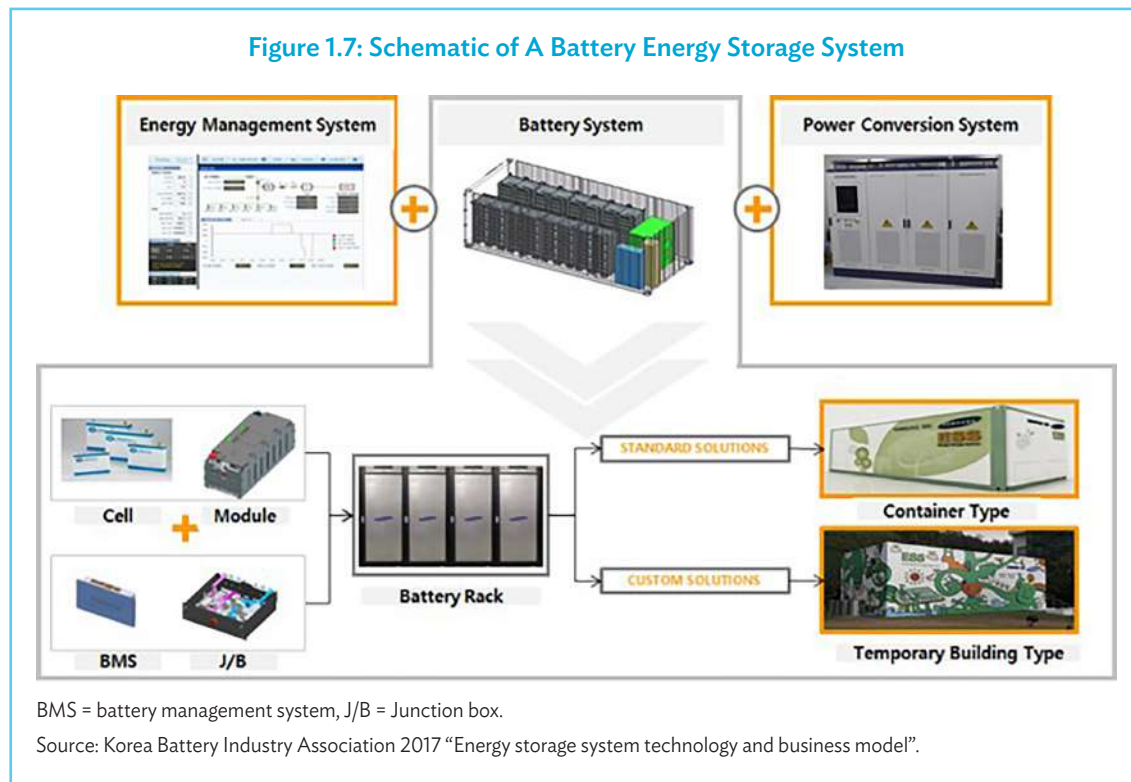 Figure 1.7: Schematic of A Battery Energy Storage System
Energy Management System
Battery System
Power Conversion System
Cell
Module
BMS
J/B
Battery Rack
STANDARD SOLUTIONS
CUSTOM SOLUTIONS
ESS
Container Type
ESS
Temporary Building Type
BMS = battery management system, J/B = Junction box.
Source: Korea Battery Industry Association 2017 “Energy storage system technology and business model”.